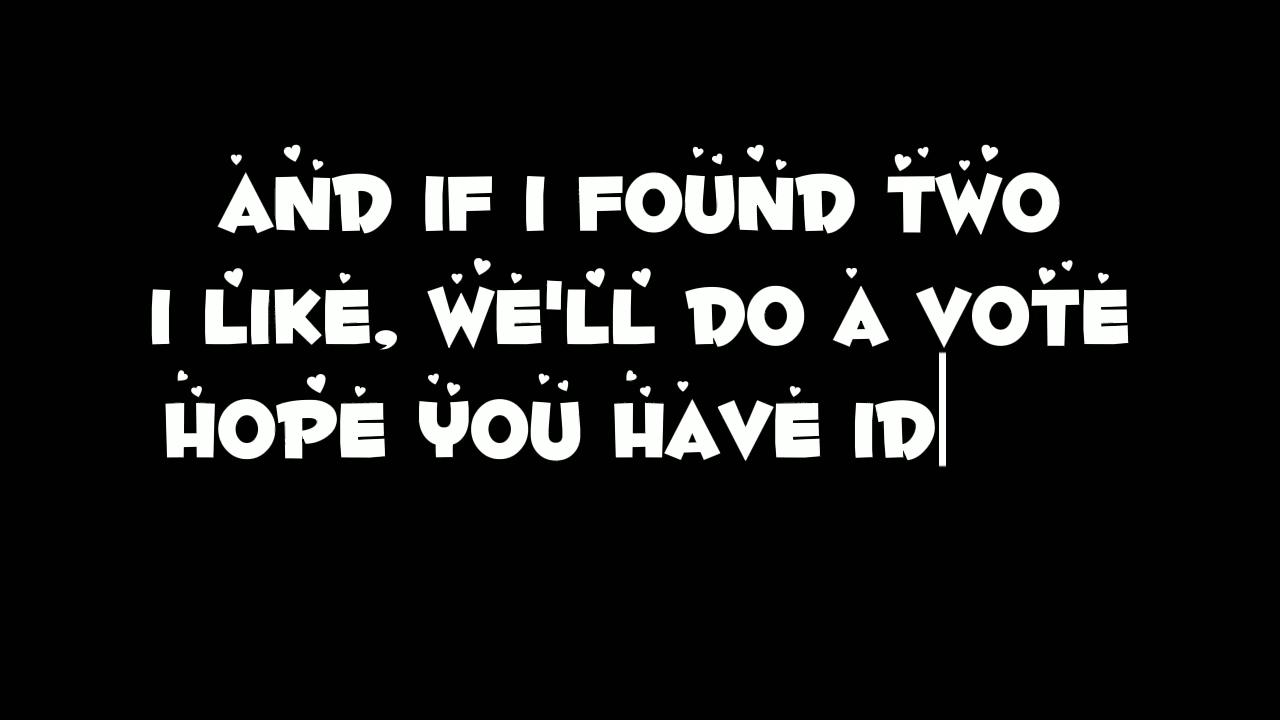 AND IF I FOUND TWO
I LIKE, WE'LL DO A VOTE
HOPE YOU HAVE ID